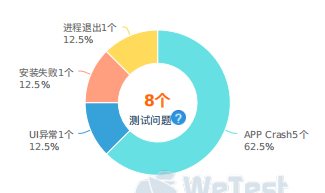 进程退出1个
12.5%
安装失败1个
12.5%
8个
测试问题?
UI异常1个
12.5%
APP Crash5个
62.5%
WeTest